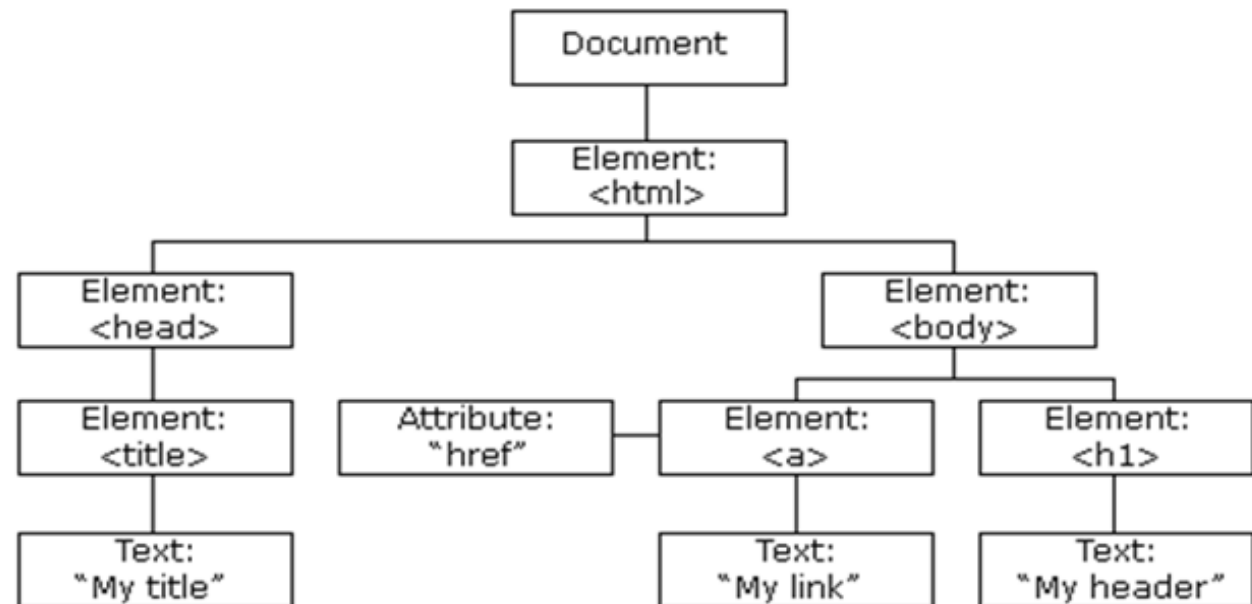 Document
Element:
<html>
Element:
<head>
Element:
<body>
Element:
<title>
Attribute:
“href”
Element:
<a>
Element:
<h1>
Text:
“My title”
Text:
“My link”
Text:
“My header”